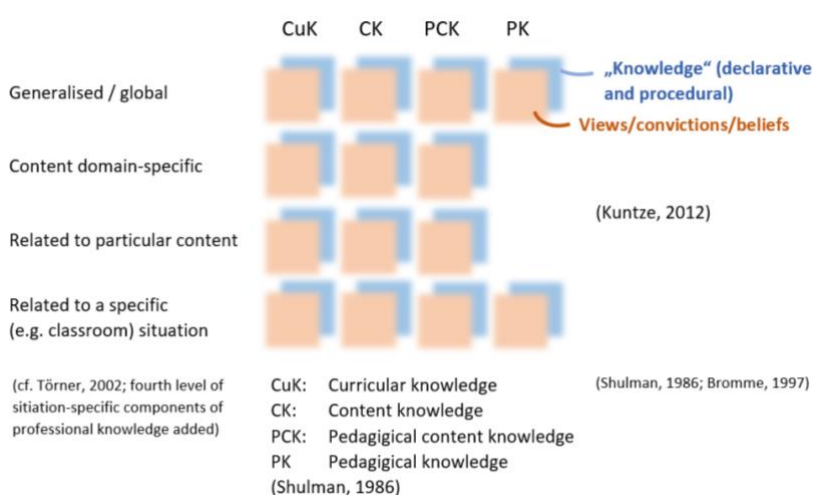 CuK CK PCK PK
Generalised / global
„Knowledge“ (declarative
and procedural)
Views/convictions/beliefs
Content domain-specific
(Kuntze, 2012)
Related to particular content
Related to a specific
(e.g. classroom) situation
(cf. Törner, 2002; fourth level of
sitiation-specific components of
professional knowledge added)
CuK: Curricular knowledge
CK: Content knowledge
PCK: Pedagigical content knowledge
PK Pedagigical knowledge
(Shulman, 1986)
(Shulman, 1986; Bromme, 1997)